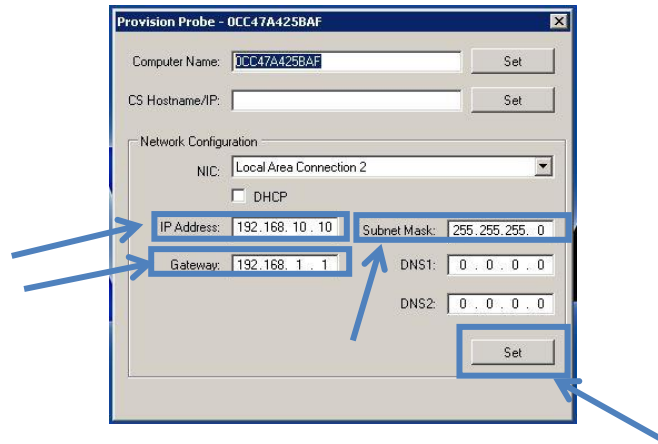 Provision Probe - 0CC47A425BAF
Computer Name: 0CC47A425BAF Set
CS Hostname/IP: Set
Network Configuration
NIC: Local Area Connection 2
DHCP
IP Address: 192.168. 10 . 10 Subnet Mask: 255.255.255. 0
Gateway: 192.168. 1 . 1 DNS1: 0 . 0 . 0 . 0
DNS2: 0 . 0 . 0 . 0
Set